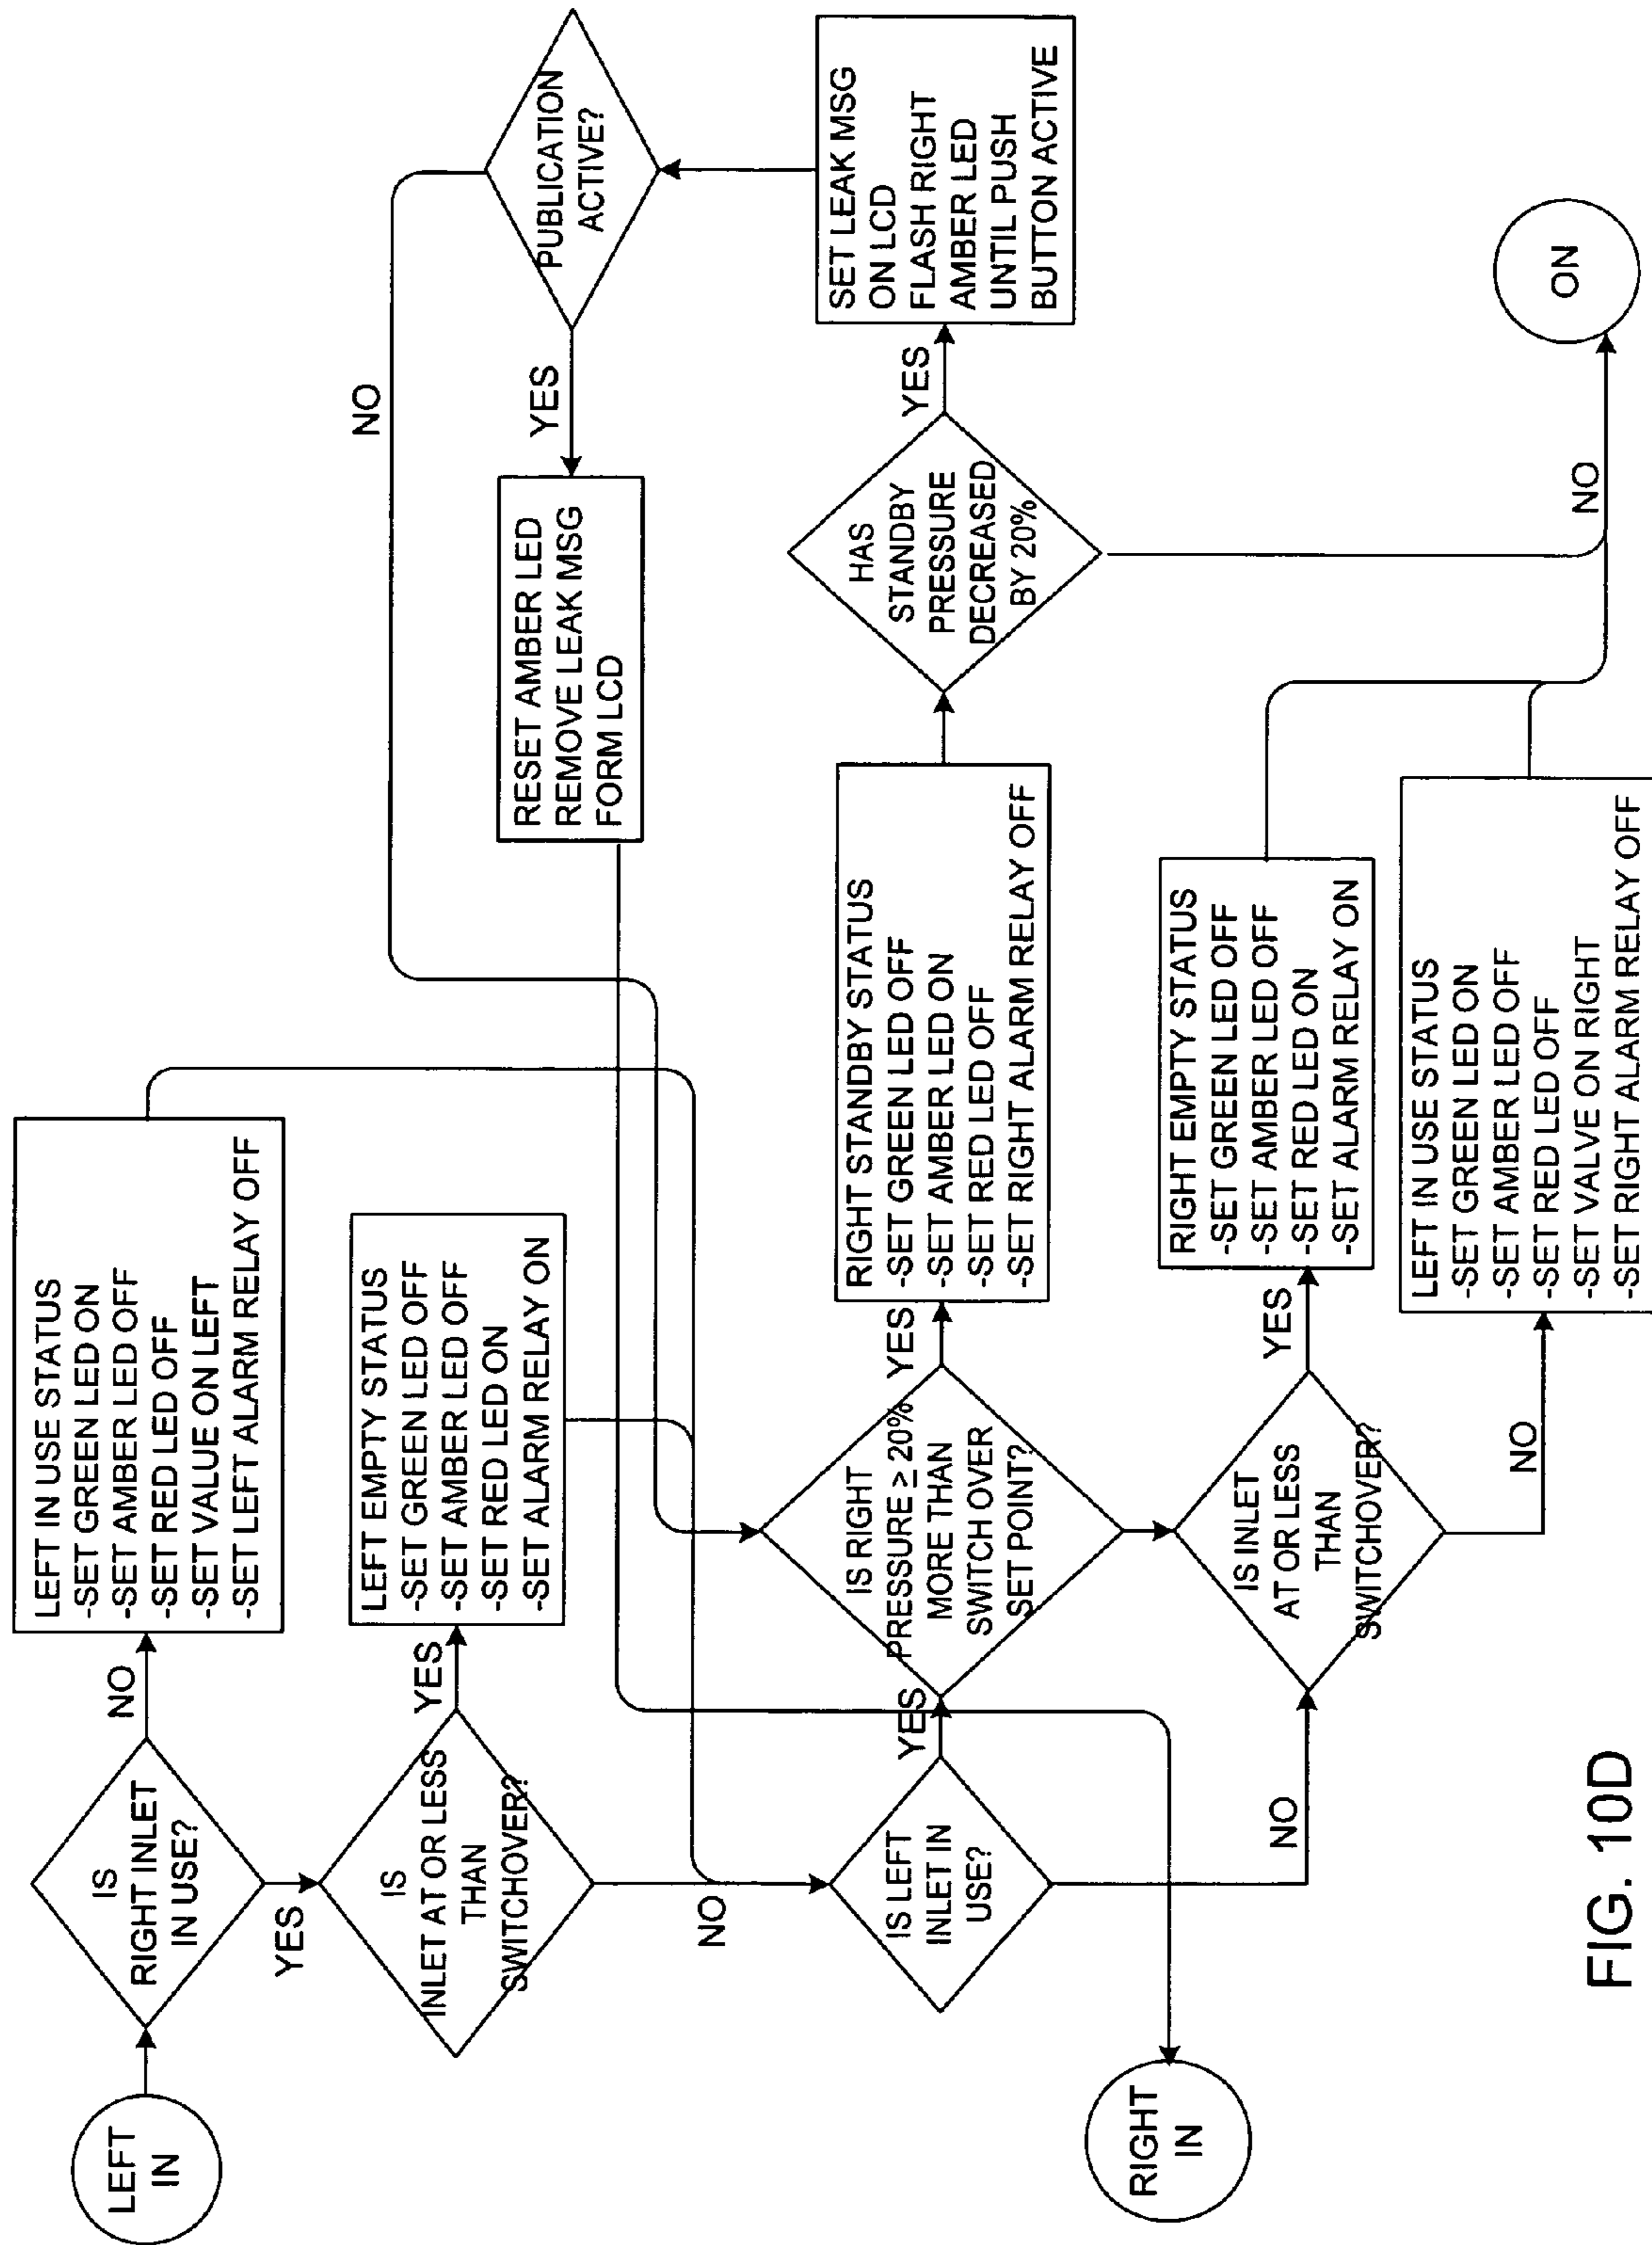 LEFT
IN
IS
RIGHT INLET
IN USE?
NO
YES
LEFT IN USE STATUS
-SET GREEN LED ON
-SET AMBER LED OFF
-SET RED LED OFF
-SET VALUE ON LEFT
-SET LEFT ALARM RELAY OFF
IS
INLET AT OR LESS
THAN
SWITCHOVER?
YES
NO
LEFT EMPTY STATUS
-SET GREEN LED OFF
-SET AMBER LED OFF
-SET RED LED ON
-SET ALARM RELAY ON
NO
RESET AMBER LED
REMOVE LEAK MSG
FORM LCD
YES
PUBLICATION
ACTIVE?
IS LEFT
INLET IN
USE?
YES
NO
IS RIGHT
PRESSURE ≥ 20%
MORE THAN
SWITCH OVER
SET POINT?
YES
RIGHT STANDBY STATUS
-SET GREEN LED OFF
-SET AMBER LED ON
-SET RED LED OFF
-SET RIGHT ALARM RELAY OFF
HAS
STANDBY
PRESSURE
DECREASED
BY 20%
YES
SET LEAK MSG
ON LCD
FLASH RIGHT
AMBER LED
UNTIL PUSH
BUTTON ACTIVE
RIGHT
IN
IS INLET
AT OR LESS
THAN
SWITCHOVER?
YES
NO
RIGHT EMPTY STATUS
-SET GREEN LED OFF
-SET AMBER LED OFF
-SET RED LED ON
-SET ALARM RELAY ON
LEFT IN USE STATUS
-SET GREEN LED ON
-SET AMBER LED OFF
-SET RED LED OFF
-SET VALVE ON RIGHT
-SET RIGHT ALARM RELAY OFF
NO
ON
FIG. 10D